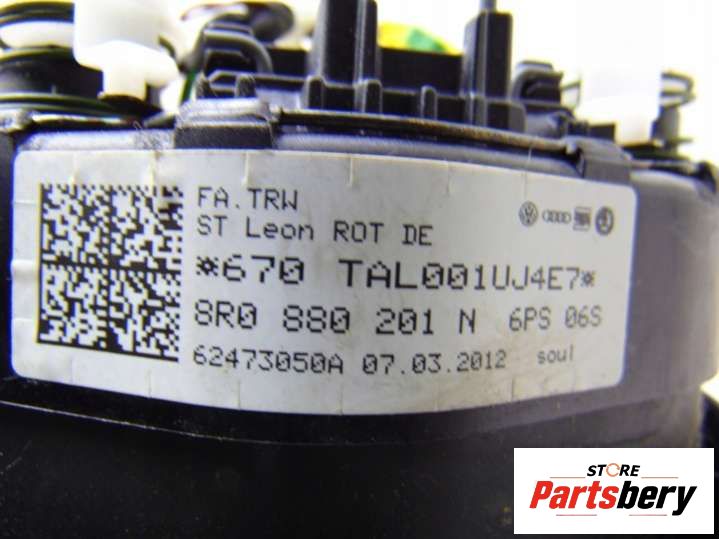 FA.TRW
ST Leon ROT DE
*670 TAL001UJ4E7*
8R0 880 201 N 6PS 06S
62473050A 07.03.2012 soul
STORE
Partsbery